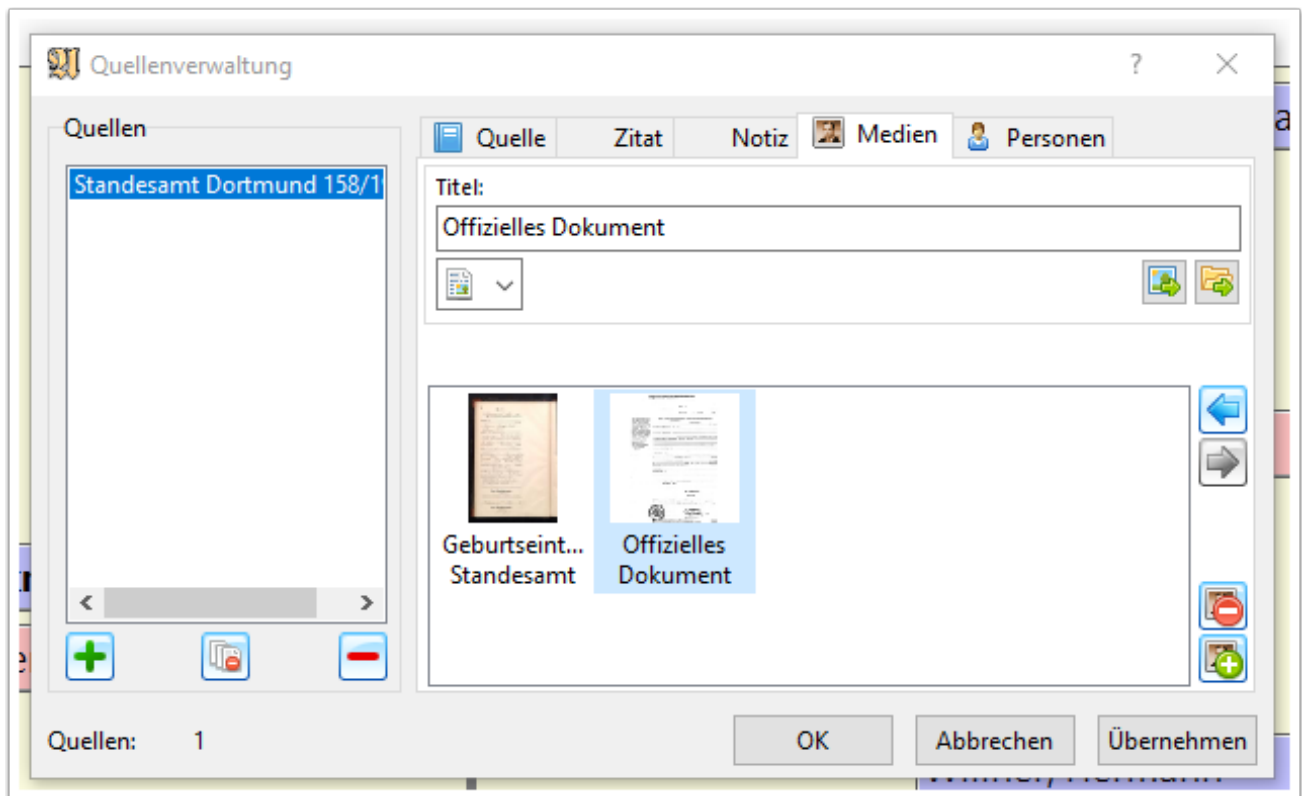 Quellenverwaltung
?
Quellen
Standesamt Dortmund 158/1
Quelle
Zitat
Notiz
Medien
Personen
Titel:
Offizielles Dokument
Geburtseint...
Standesamt
Offizielles
Dokument
Quellen: 1
OK
Abbrechen
Übernehmen